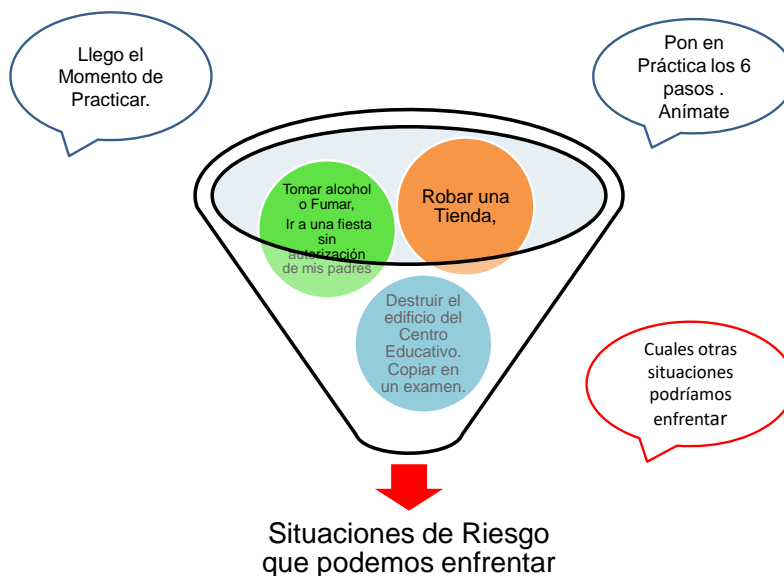 Llego el
Momento de
Practicar.
Pon en
Práctica los 6
pasos .
Anímate
Tomar alcohol
o Fumar,
Ir a una fiesta
sin
autorización
de mis padres
Robar una
Tienda,
Destruir el
edificio del
Centro
Educativo.
Copiar en
un examen.
Cuales otras
situaciones
podríamos
enfrentar
Situaciones de Riesgo
que podemos enfrentar